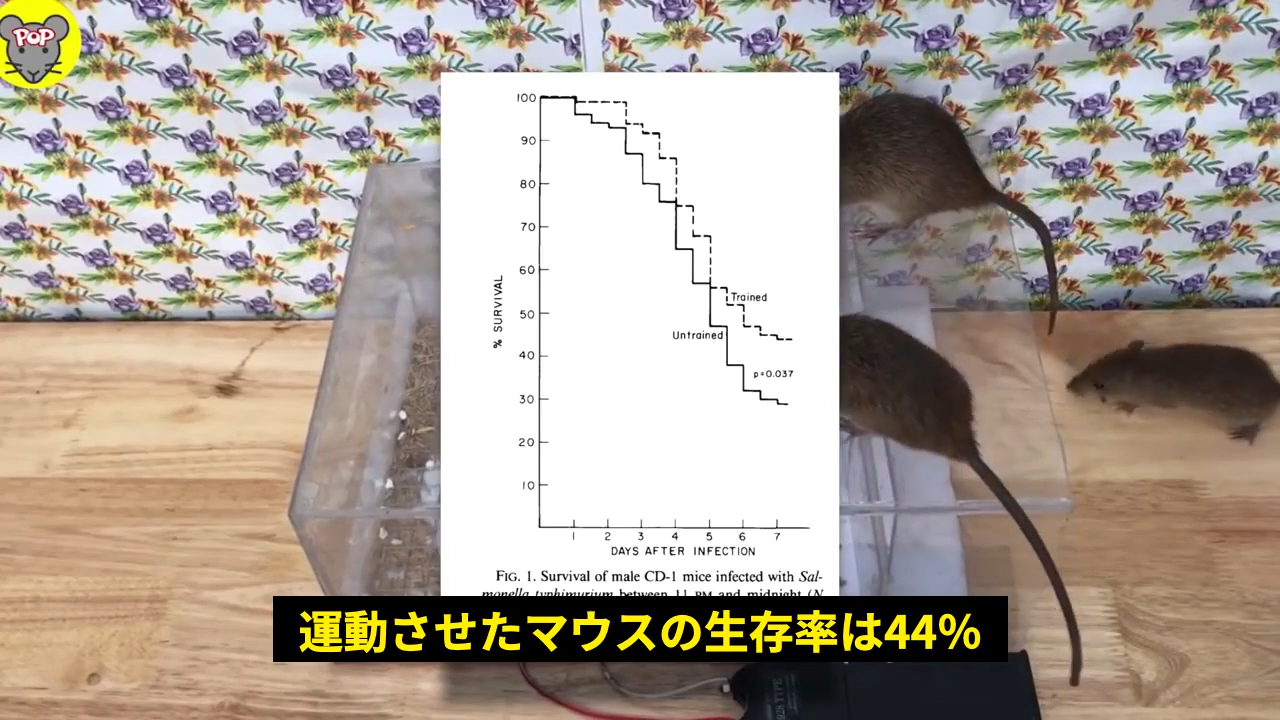 POP
100
90
80
70
60
50
40
30
20
10
% SURVIVAL
Trained
Untrained
p=0.037
1 2 3 4 5 6 7
DAYS AFTER INFECTION
FIG. 1. Survival of male CD-1 mice infected with Sal-
monella typhimurium between 11 PM and midnight (N
運動させたマウスの生存率は44%